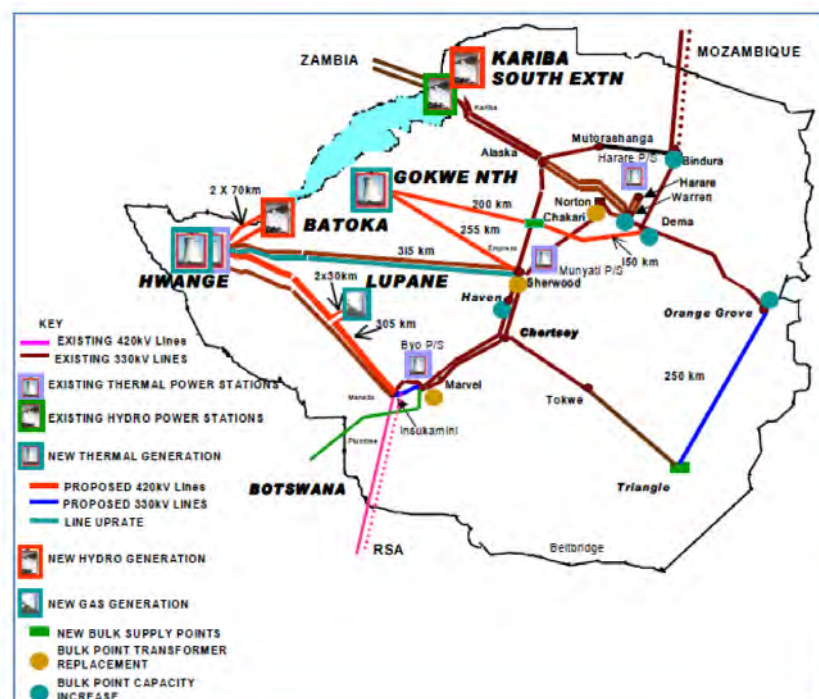 ZAMBIA
KARIBA
SOUTH EXTN
MOZAMBIQUE
Kariba
Mutorashanga
Alaska
Harare P/S
Bindura
GOKWE NTH
2 X 70km
Harare
200 km
Norton
Warren
BATOKA
Chakari
Dema
255 km
315 km
Empress
150 km
Munyati P/S
HWANGE
2x30km
LUPANE
Sherwood
KEY
Haven
Orange Grove
EXISTING 420kV Lines
305 km
EXISTING 330kV LINES
Byo P/S
Chertsey
250 km
EXISTING THERMAL POWER STATIONS
Marvel
Tokwe
EXISTING HYDRO POWER STATIONS
Insukamini
Plumtree
NEW THERMAL GENERATION
BOTSWANA
Triangle
PROPOSED 420kV Lines
PROPOSED 330kV LINES
LINE UPRATE
RSA
Beitbridge
NEW HYDRO GENERATION
NEW GAS GENERATION
NEW BULK SUPPLY POINTS
BULK POINT TRANSFORMER
REPLACEMENT
BULK POINT CAPACITY
INCREASE